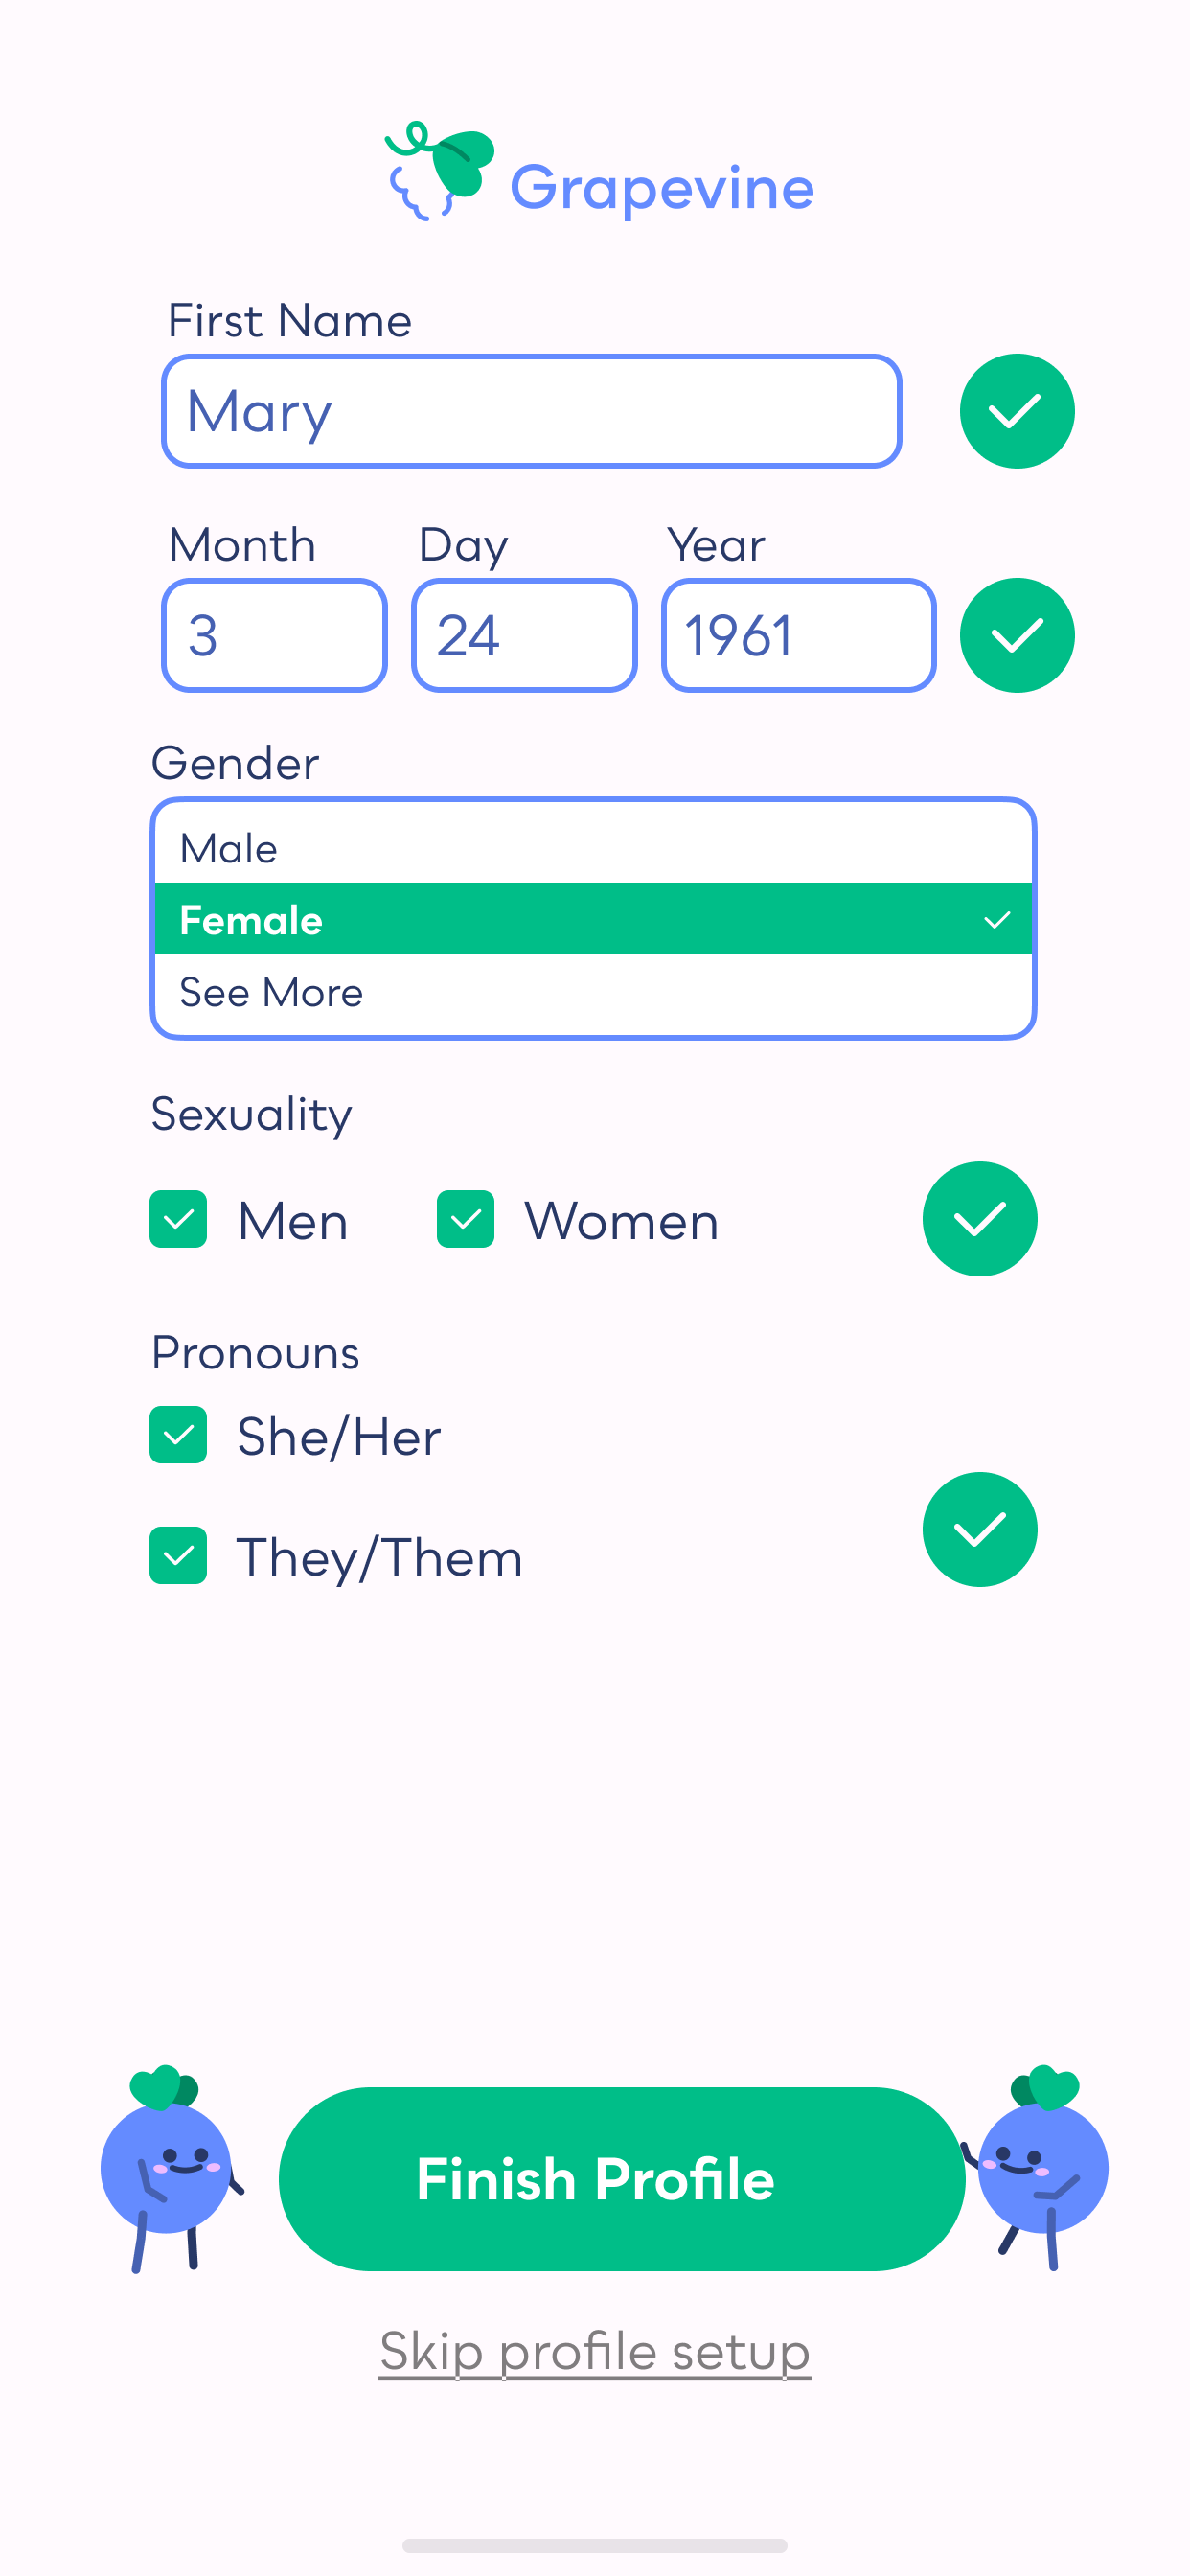 Grapevine
First Name
Mary
Month Day Year
3 24 1961
Gender
Male
Female
See More
Sexuality
Men Women
Pronouns
She/Her
They/Them
Finish Profile
Skip profile setup